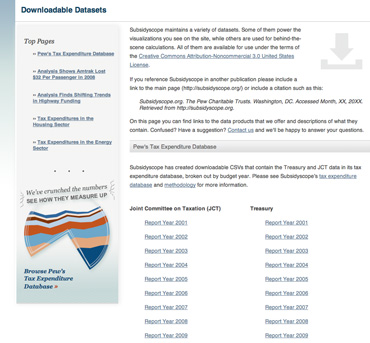 Downloadable Datasets
Top Pages
» Pew's Tax Expenditure Database
» Analysis Shows Amtrak Lost
$32 Per Passenger in 2008
» Analysis Finds Shifting Trends
in Highway Funding
» Tax Expenditures in the
Housing Sector
» Tax Expenditures in the Energy
Sector
We've crunched the numbers
SEE HOW THEY MEASURE UP
Browse Pew's
Tax Expenditure
Database »
Subsidyscope maintains a variety of datasets. Some of them power the
visualizations you see on the site, while others are used for behind-the-
scene calculations. All of them are available for use under the terms of
the Creative Commons Attribution-Noncommercial 3.0 United States
License.
If you reference Subsidyscope in another publication please include a
link to the main page (http://subsidyscope.org/) or include a citation such as this:
Subsidyscope.org. The Pew Charitable Trusts. Washington, DC. Accessed Month, XX, 20XX.
Retrieved from http://subsidyscope.org.
On this page you can find links to the data products that we offer and descriptions of what they
contain. Confused? Have a suggestion? Contact us and we'll be happy to answer your questions.
Pew's Tax Expenditure Database
Subsidyscope has created downloadable CSVs that contain the Treasury and JCT data in its tax
expenditure database, broken out by budget year. Please see Subsidyscope's tax expenditure
database and methodology for more information.
Joint Committee on Taxation (JCT)
Report Year 2001
Report Year 2002
Report Year 2003
Report Year 2004
Report Year 2005
Report Year 2006
Report Year 2007
Report Year 2008
Report Year 2009
Treasury
Report Year 2001
Report Year 2002
Report Year 2003
Report Year 2004
Report Year 2005
Report Year 2006
Report Year 2007
Report Year 2008
Report Year 2009